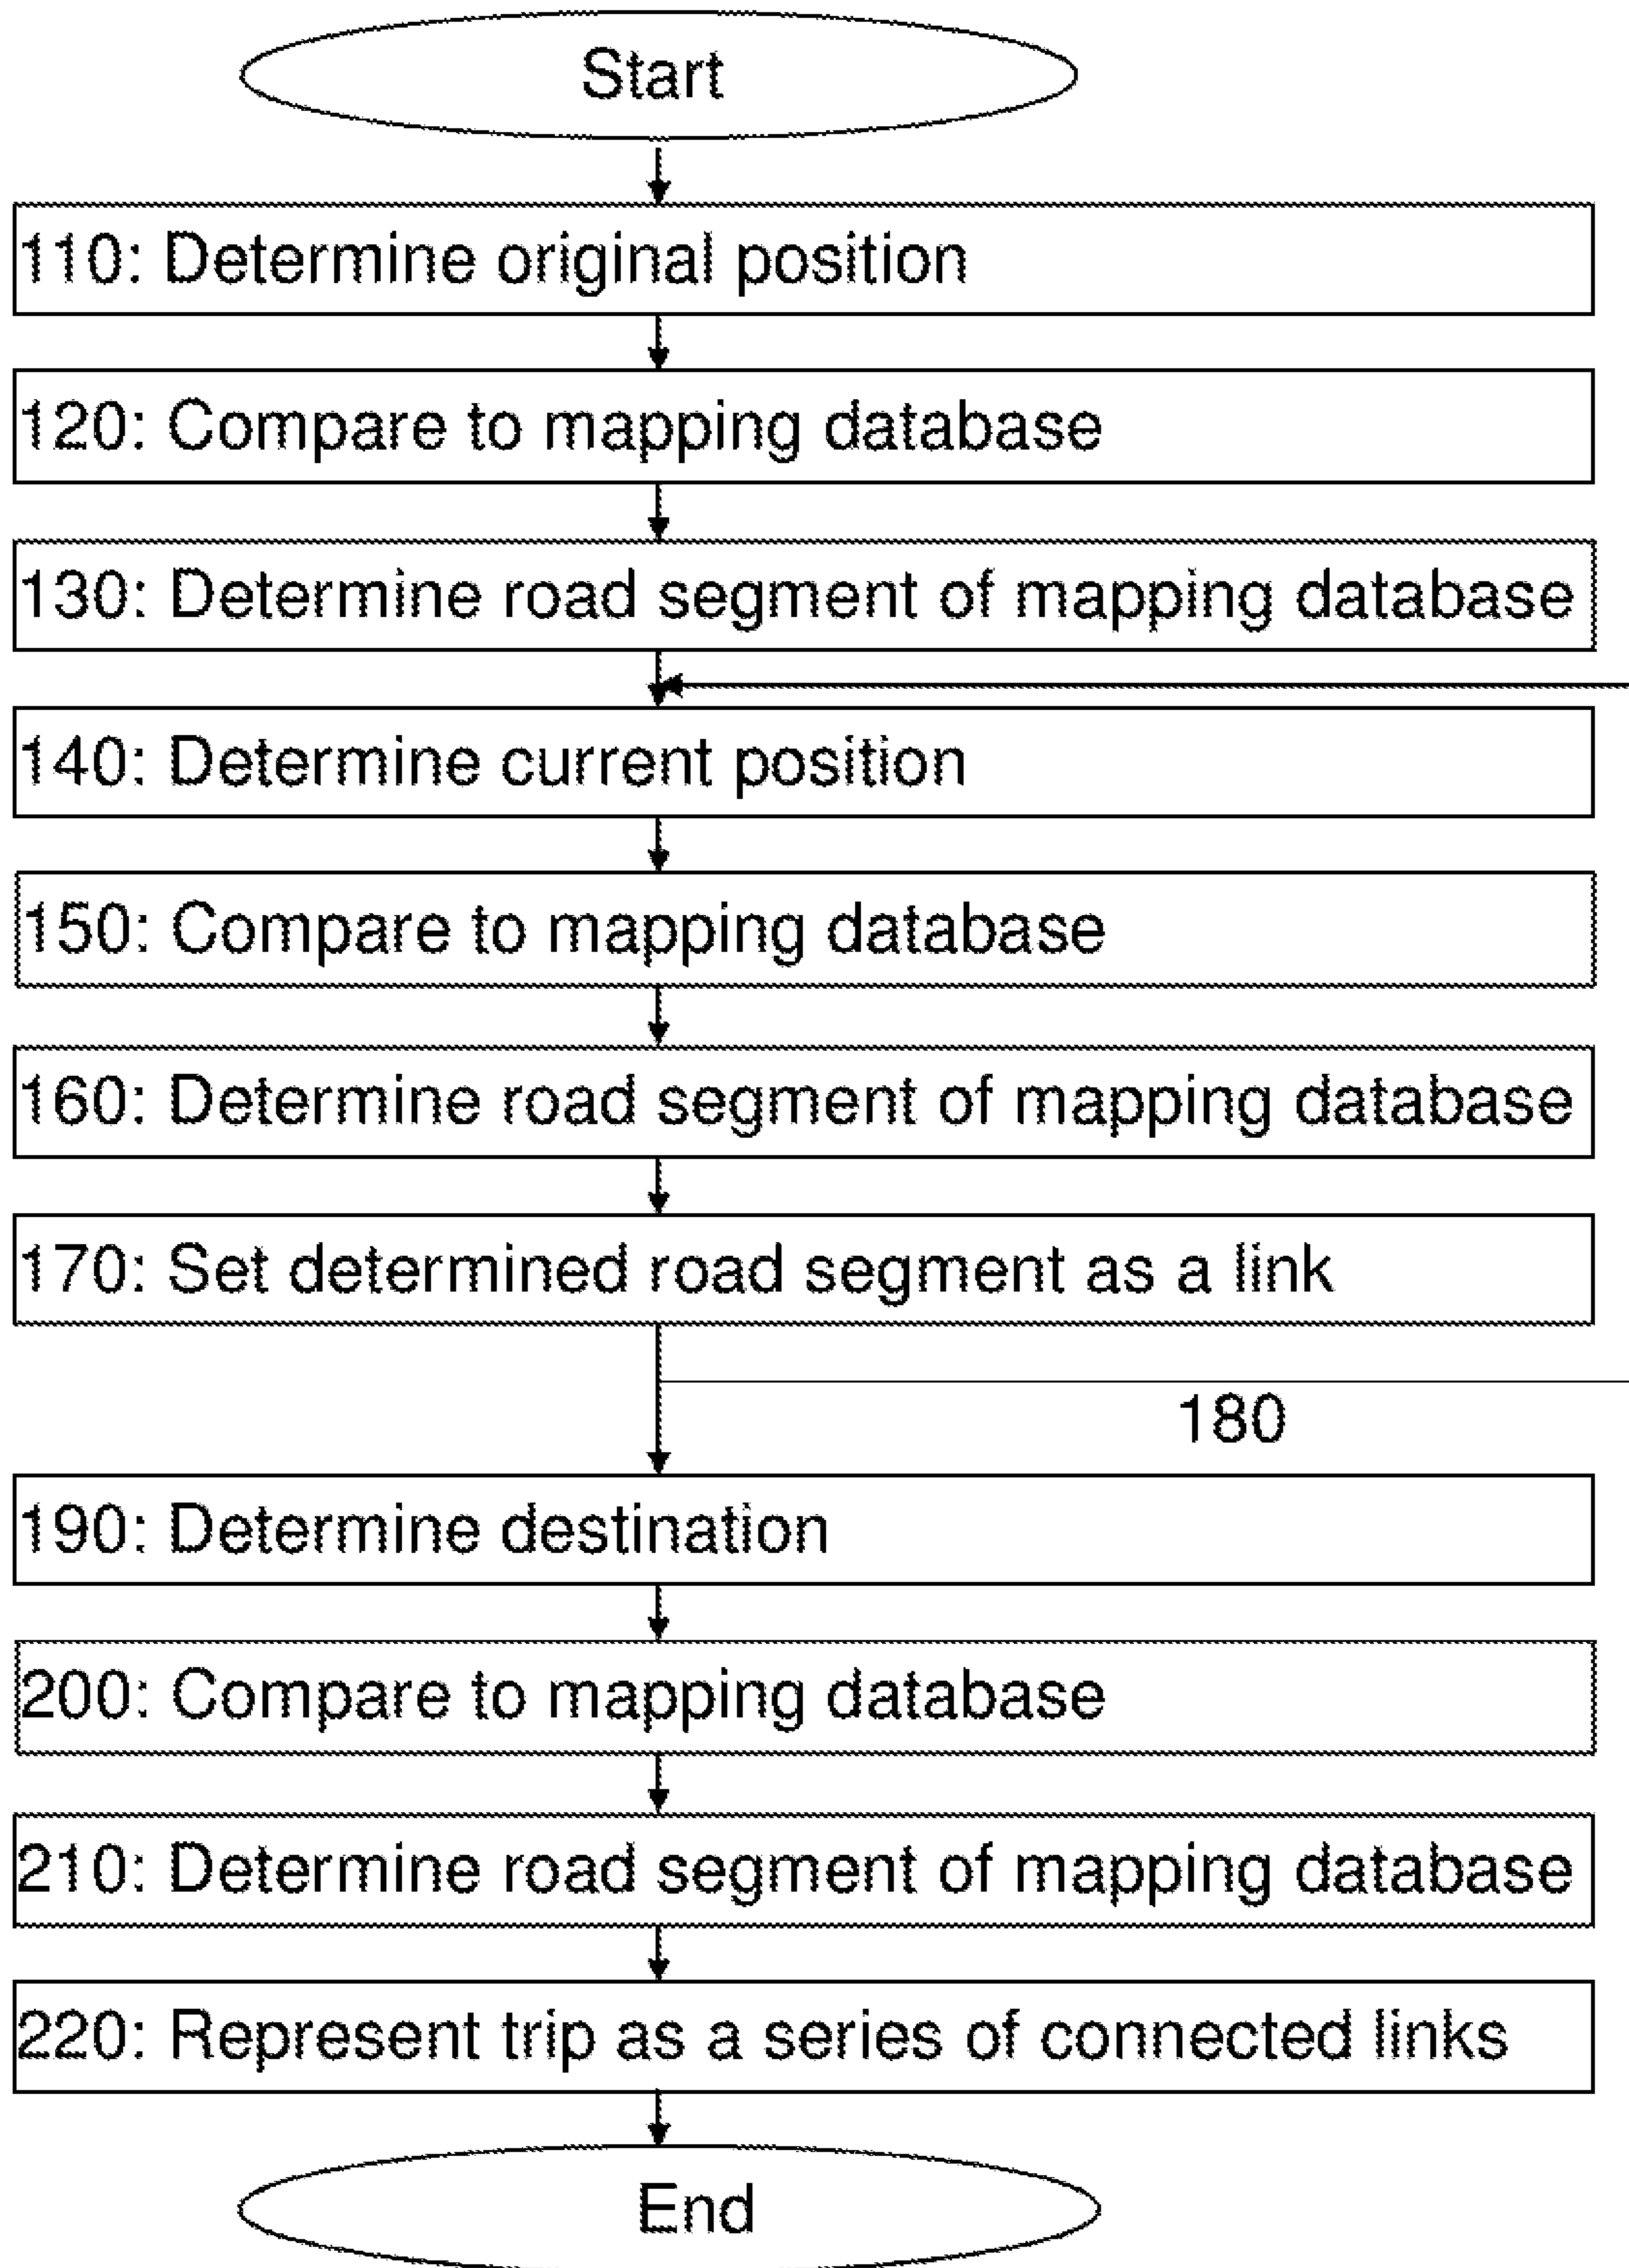 Start
110: Determine original position
120: Compare to mapping database
130: Determine road segment of mapping database
140: Determine current position
150: Compare to mapping database
160: Determine road segment of mapping database
170: Set determined road segment as a link
180
190: Determine destination
200: Compare to mapping database
210: Determine road segment of mapping database
220: Represent trip as a series of connected links
End